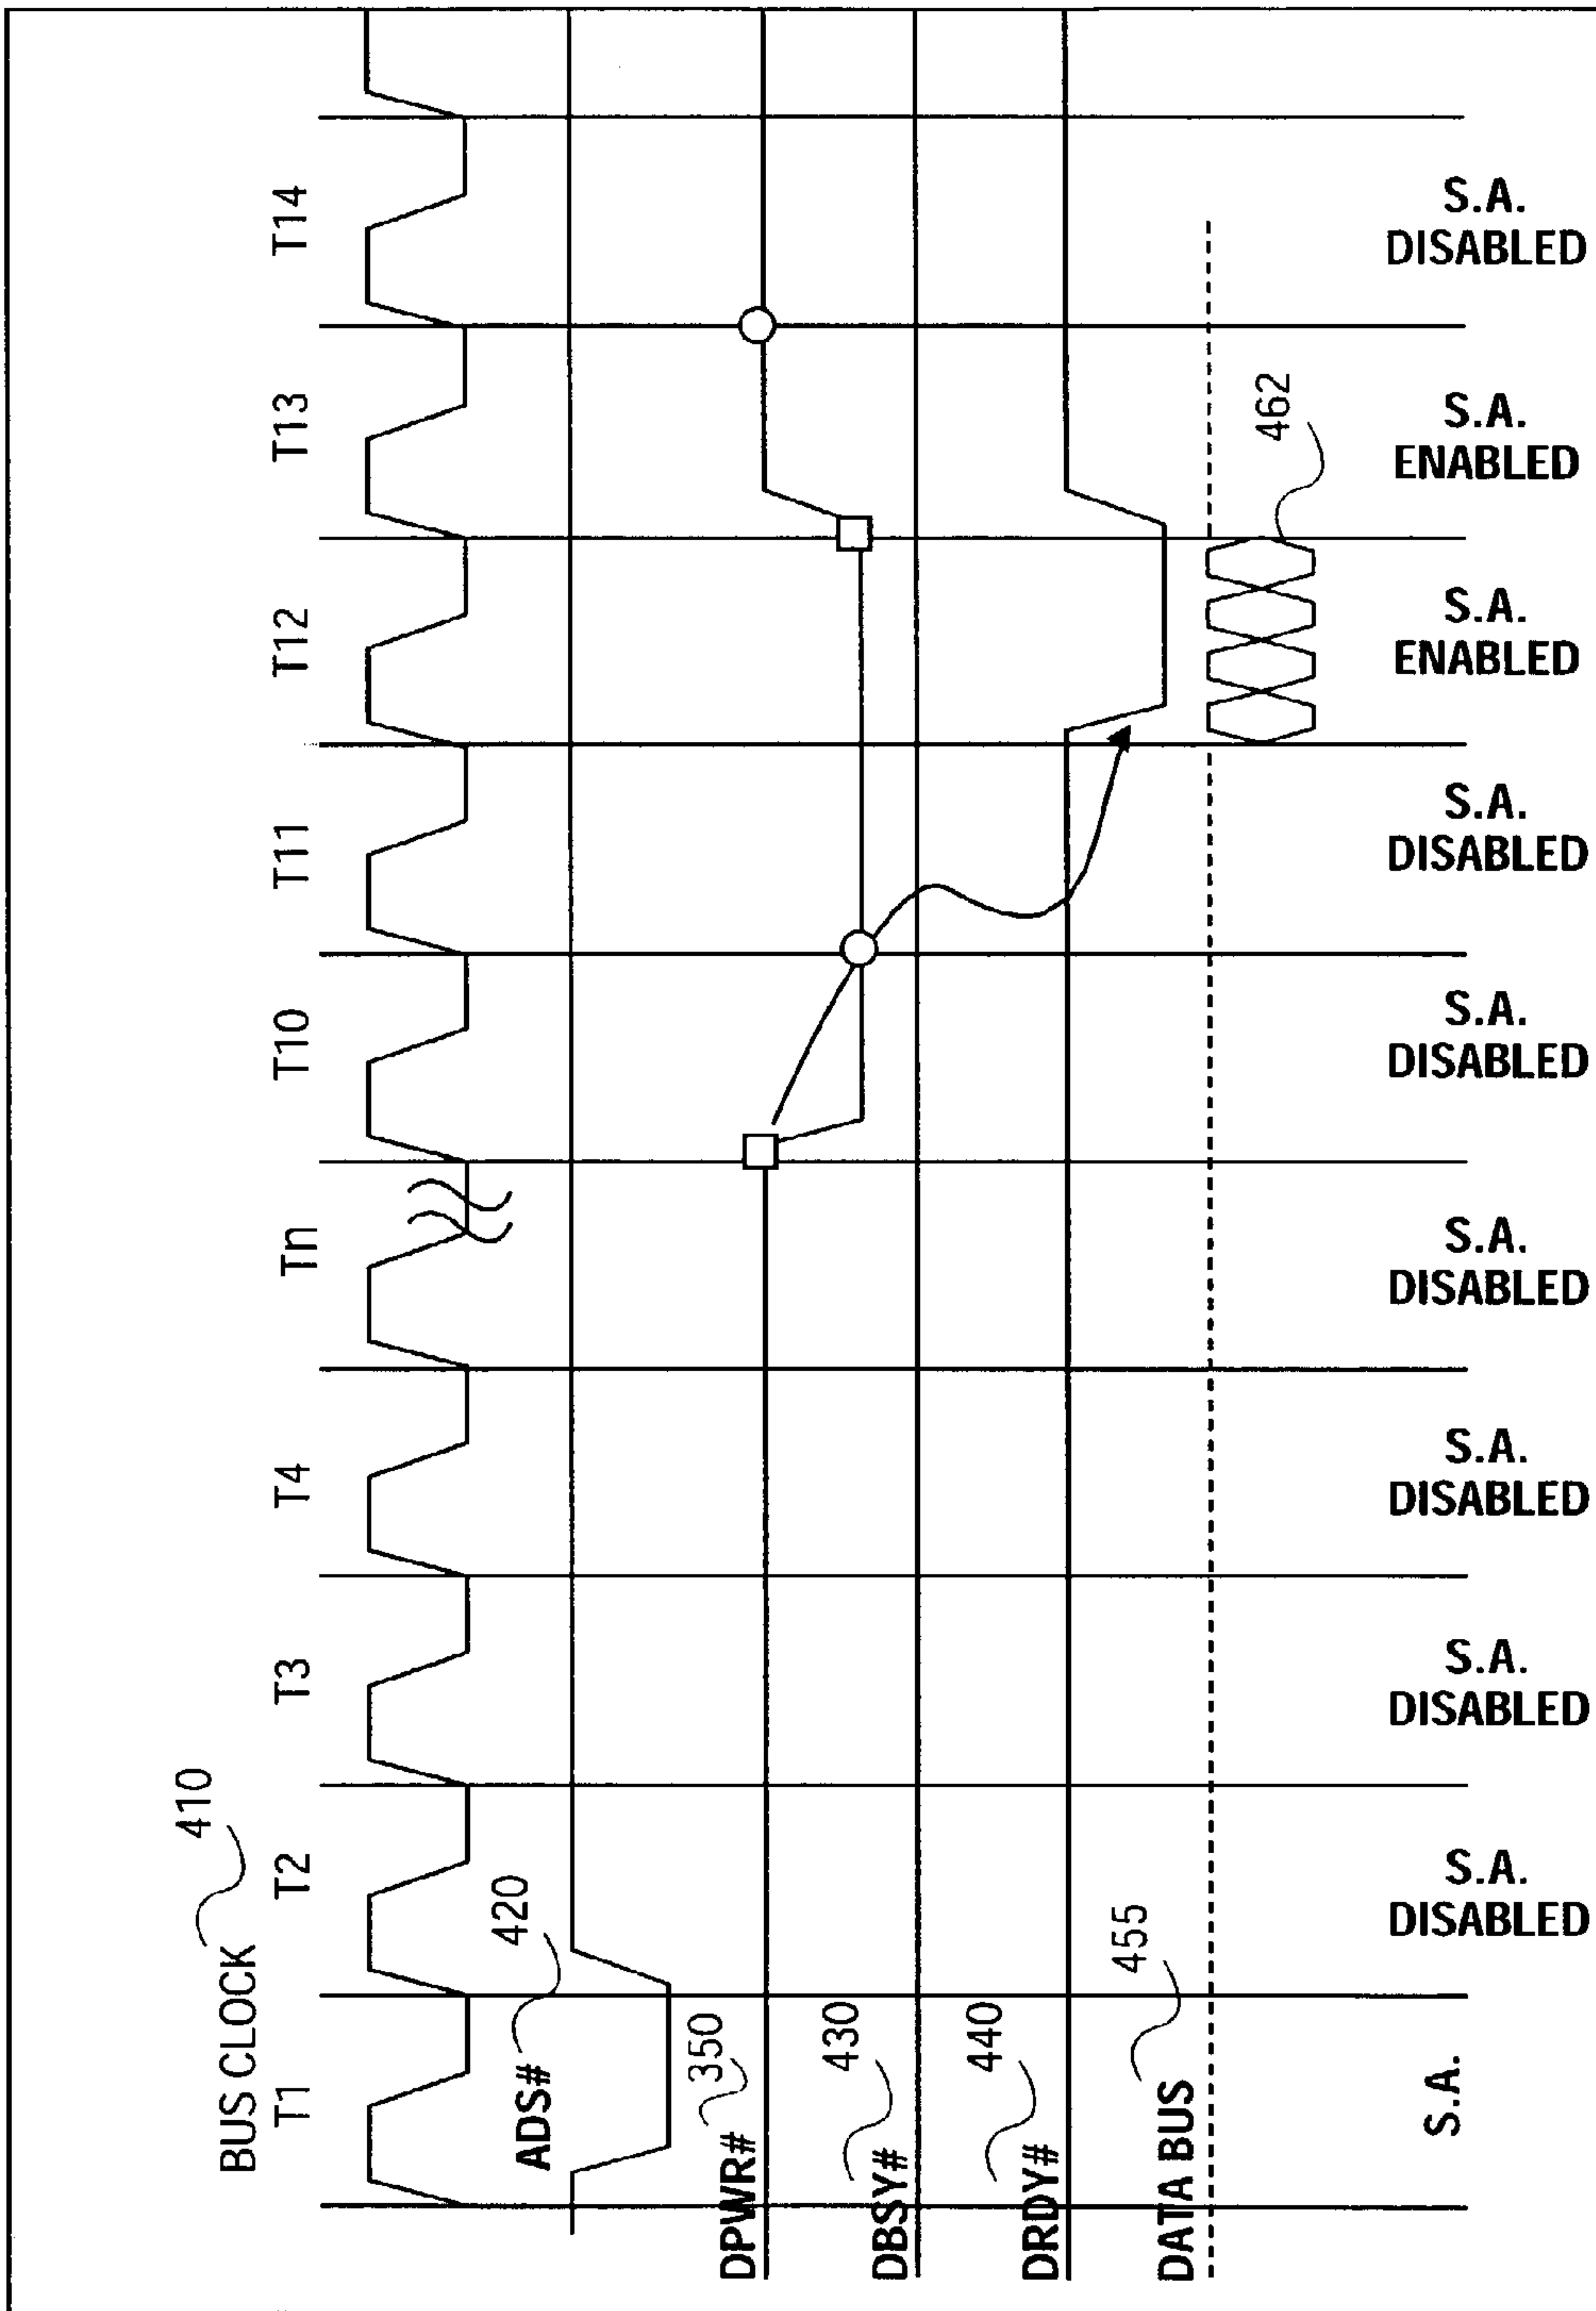 410
BUS CLOCK
T1 T2 T3 T4 Tn T10 T11 T12 T13 T14
420
ADS#
350
DPWR#
430
DBSY#
440
DRDY#
455
DATA BUS
462
S.A.
S.A.
DISABLED
S.A.
DISABLED
S.A.
DISABLED
S.A.
DISABLED
S.A.
DISABLED
S.A.
DISABLED
S.A.
ENABLED
S.A.
ENABLED
S.A.
DISABLED